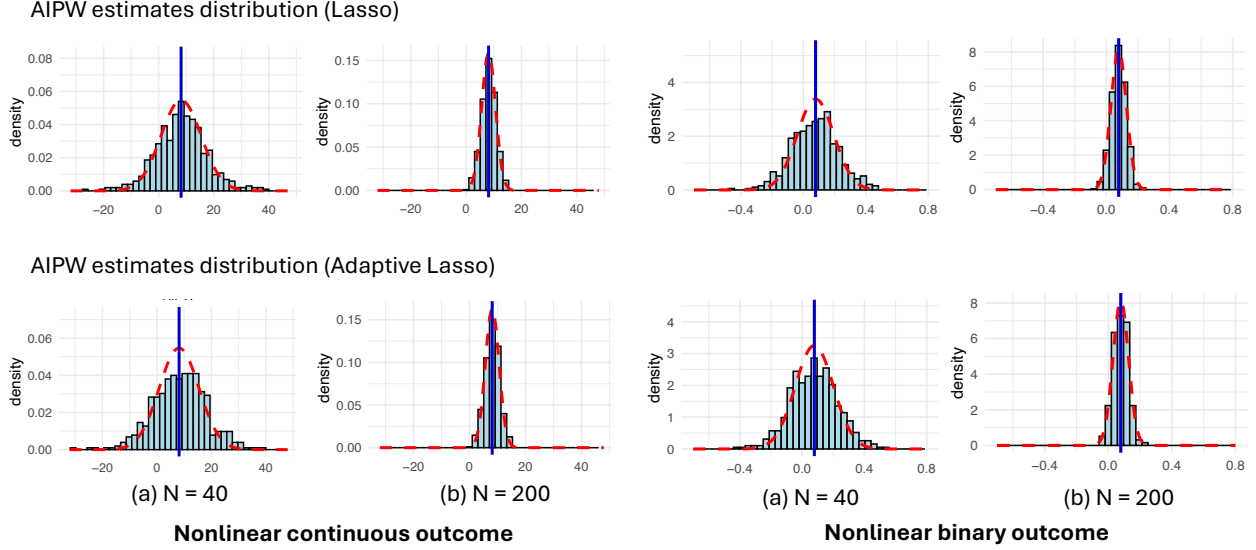 AIPW estimates distribution (Lasso)
density
0.08
0.06
0.04
0.02
0.00
−20 0 20 40
density
0.15
0.10
0.05
0.00
−20 0 20 40
density
4
2
0
−0.4 0.0 0.4 0.8
density
8
6
4
2
0
−0.4 0.0 0.4 0.8
AIPW estimates distribution (Adaptive Lasso)
density
0.06
0.04
0.02
0.00
−20 0 20 40
(a) N = 40
density
0.15
0.10
0.05
0.00
−20 0 20 40
(b) N = 200
Nonlinear continuous outcome
density
4
3
2
1
0
−0.4 0.0 0.4 0.8
(a) N = 40
density
8
6
4
2
0
−0.4 0.0 0.4 0.8
(b) N = 200
Nonlinear binary outcome